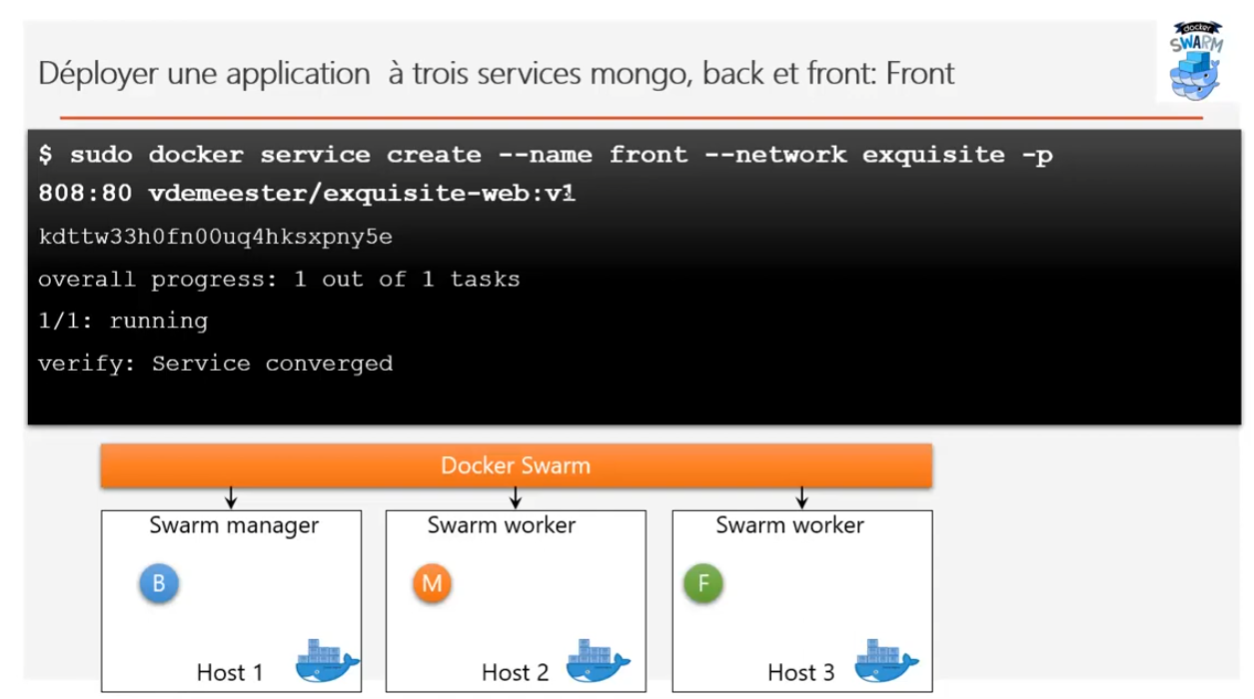 docker
SWARM
Déployer une application à trois services mongo, back et front: Front
$ sudo docker service create --name front --network exquisite -p
808:80 vdemeester/exquisite-web:v1
kdttw33h0fn00uq4hksxpny5e
overall progress: 1 out of 1 tasks
1/1: running
verify: Service converged
Docker Swarm
Swarm manager
Swarm worker
Swarm worker
B
M
F
Host 1
Host 2
Host 3